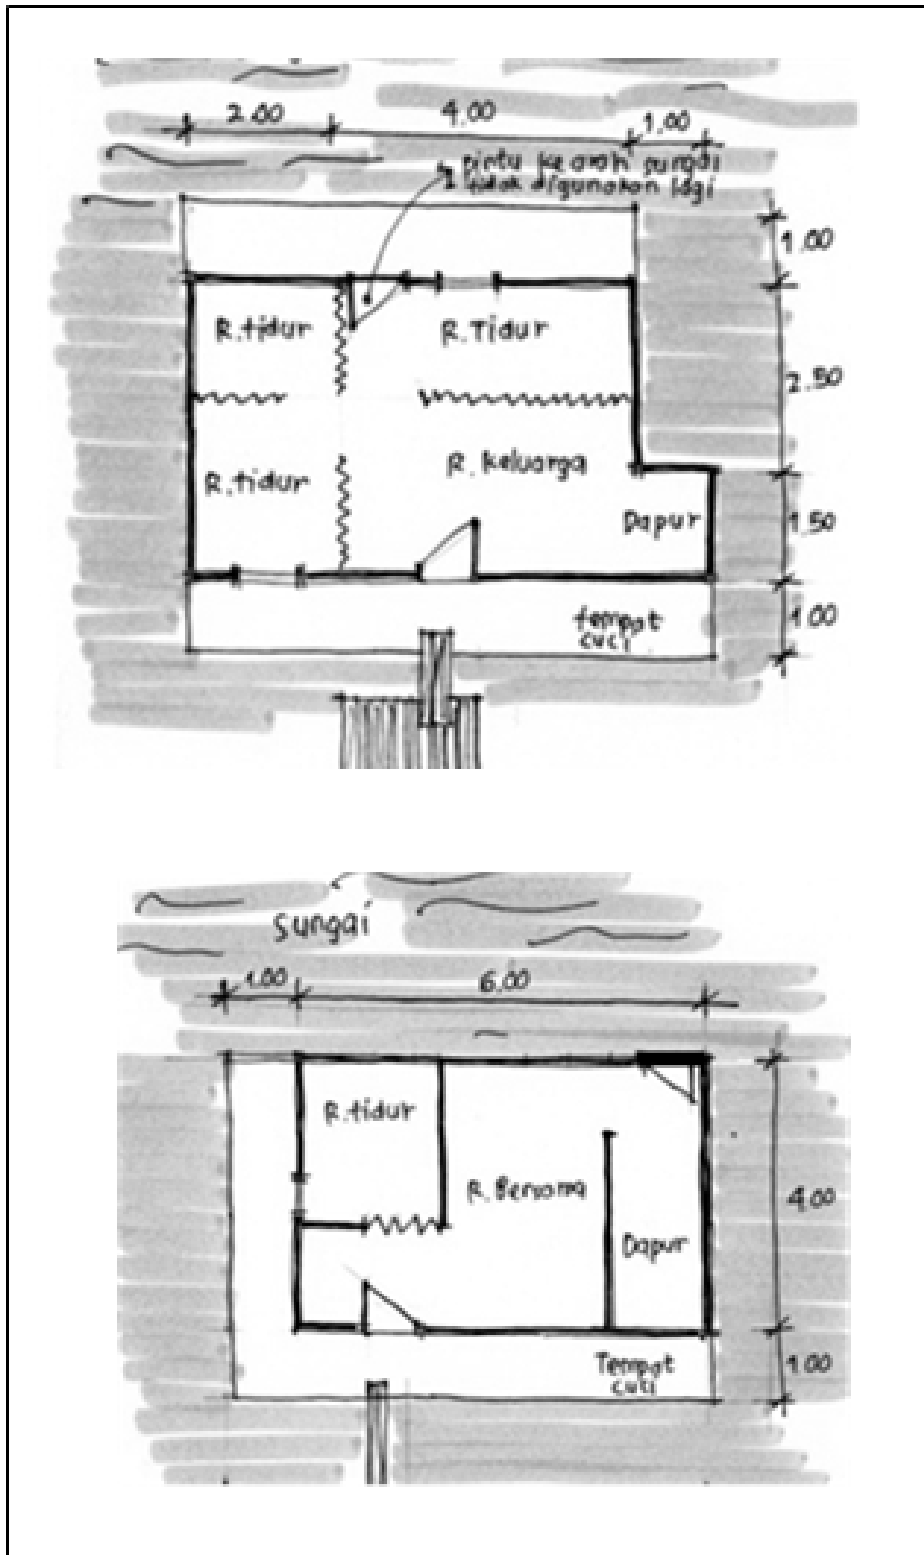 2.00 4.00 1.00
pintu ke arah sungai
tidak digunakan lagi
1.00
R.tidur R.Tidur
2.50
R.tidur R. keluarga
Dapur 1.50
tempat
cuci
1.00
Sungai
1.00 6.00
R.tidur
R. Bersama
4.00
Dapur
Tempat
cuci
1.00